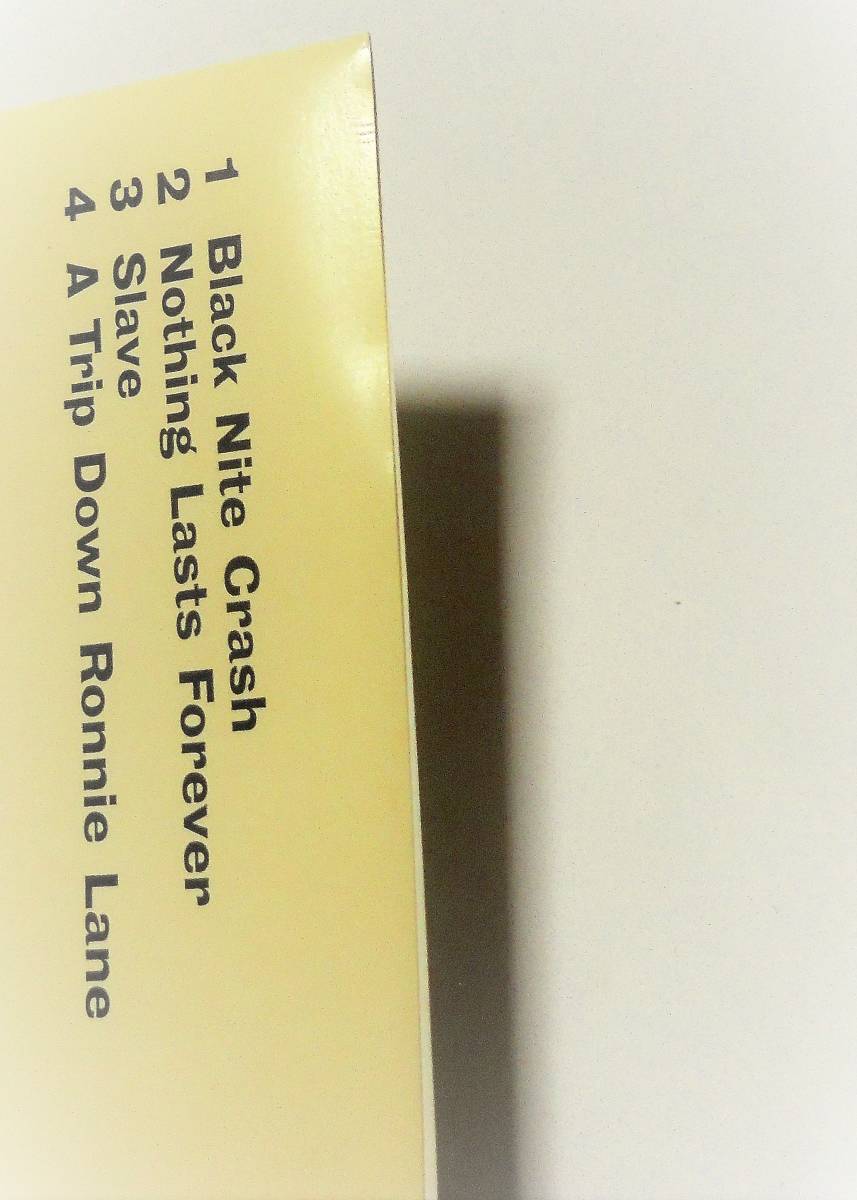 1 Black Nite Crash
2 Nothing Lasts Forever
3 Slave
4 A Trip Down Ronnie Lane